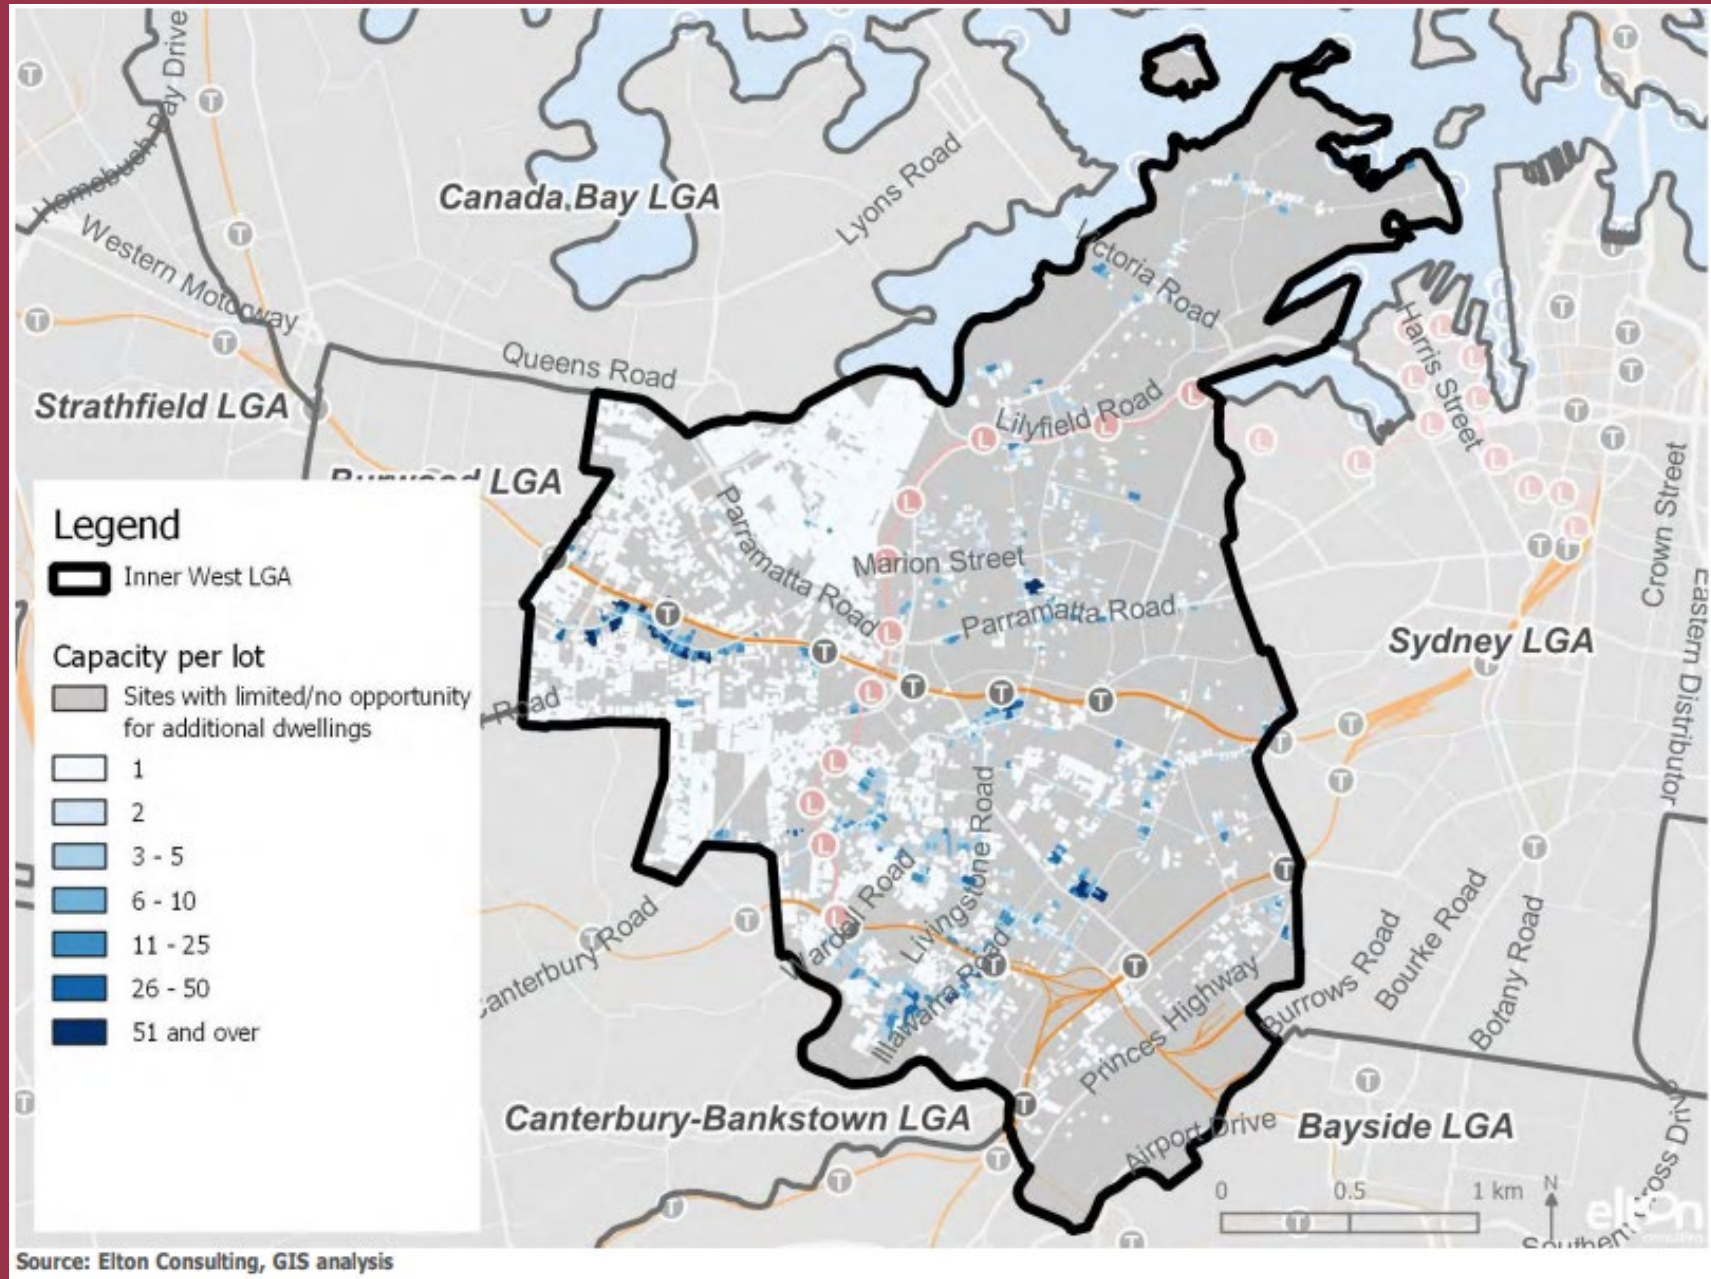 Homebush Bay Drive
Canada Bay LGA
Lyons Road
Western Motorway
Victoria Road
Harris Street
Queens Road
Strathfield LGA
Lilyfield Road
Burwood LGA
Crown Street
Parramatta Road
Marion Street
Parramatta Road
Eastern Distributor
Sydney LGA
Road
Livingstone Road
Wardell Road
Canterbury Road
Illawarra Road
Princes Highway
Burrows Road
Bourke Road
Botany Road
Canterbury-Bankstown LGA
Airport Drive
Bayside LGA
Southern Cross Drive
Legend
Inner West LGA
Capacity per lot
Sites with limited/no opportunity
for additional dwellings
1
2
3 - 5
6 - 10
11 - 25
26 - 50
51 and over
0 0.5 1 km
N
elton
Source: Elton Consulting, GIS analysis